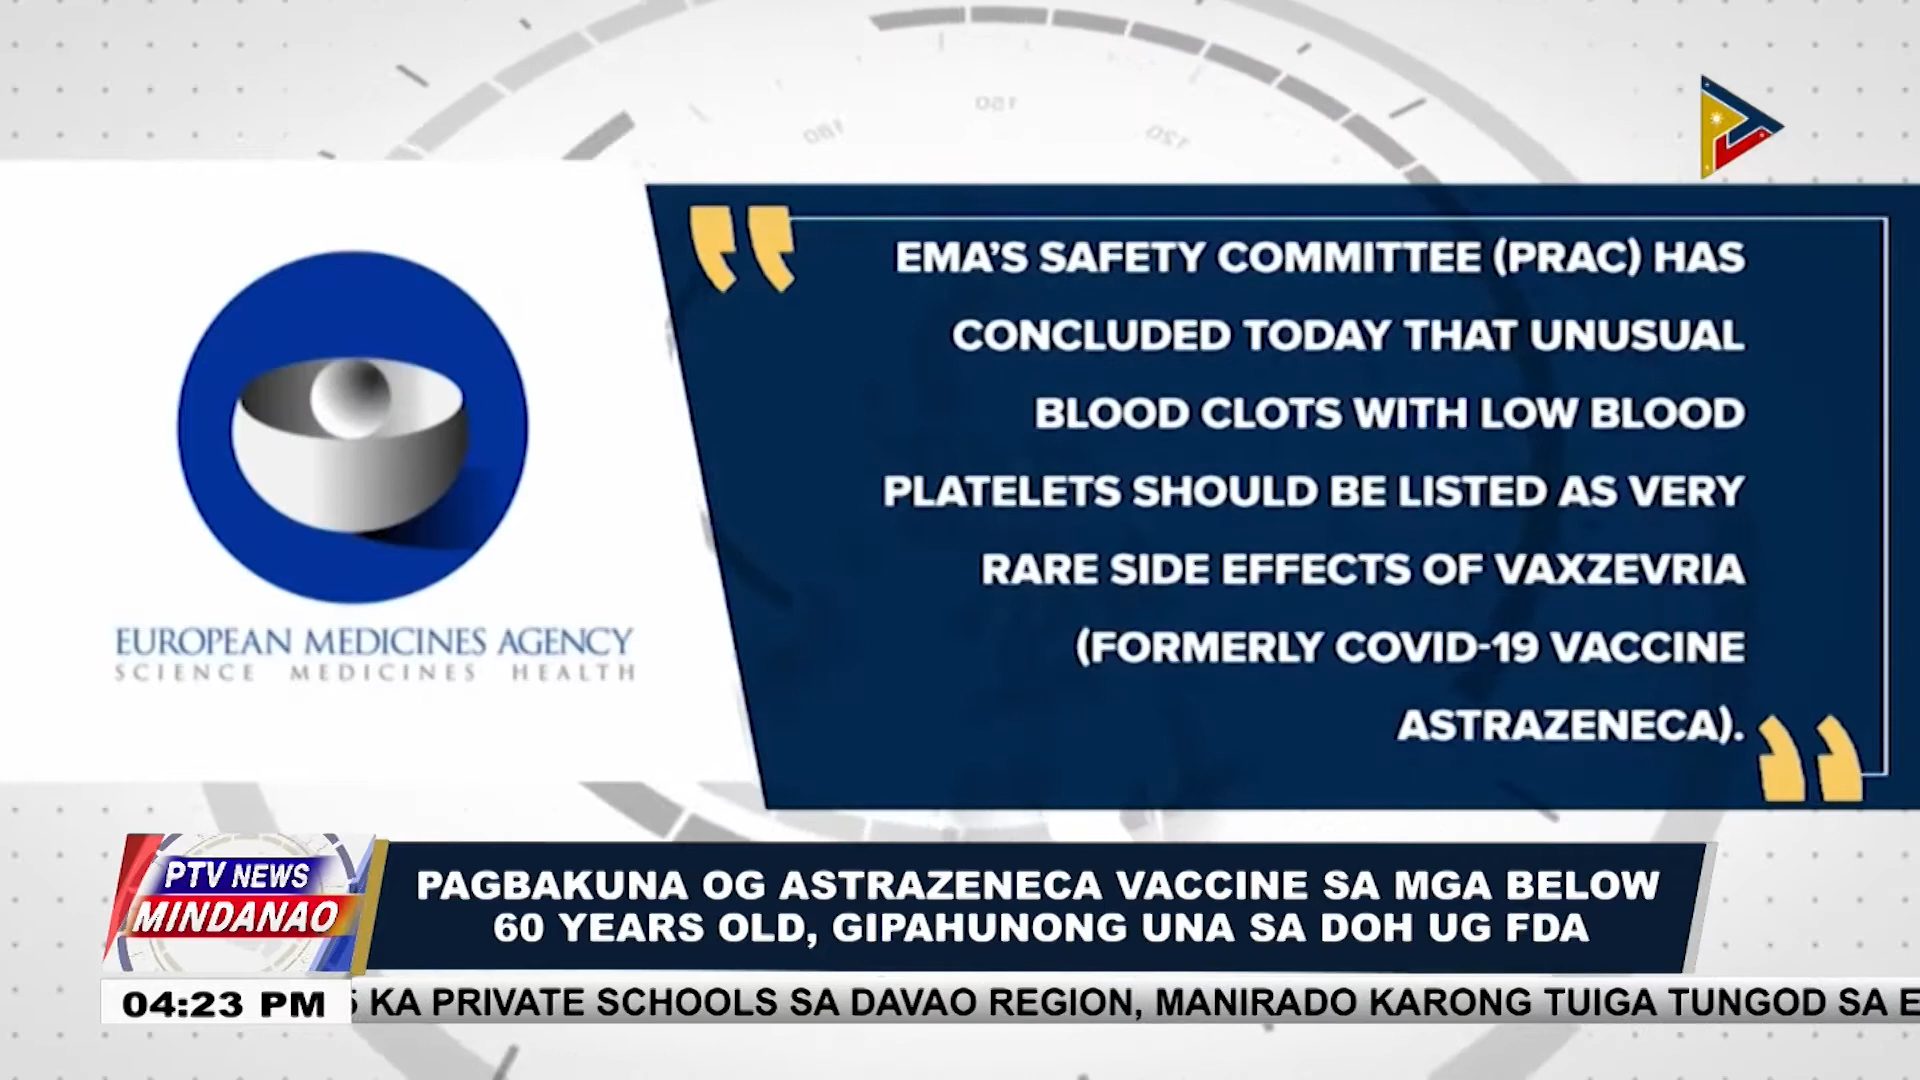 180
150
120
EMA'S SAFETY COMMITTEE (PRAC) HAS
CONCLUDED TODAY THAT UNUSUAL
BLOOD CLOTS WITH LOW BLOOD
PLATELETS SHOULD BE LISTED AS VERY
RARE SIDE EFFECTS OF VAXZEVRIA
(FORMERLY COVID-19 VACCINE
ASTRAZENECA).
EUROPEAN MEDICINES AGENCY
SCIENCE MEDICINES HEALTH
PTV NEWS
MINDANAO
PAGBAKUNA OG ASTRAZENECA VACCINE SA MGA BELOW
60 YEARS OLD, GIPAHUNONG UNA SA DOH UG FDA
04:23 PM
KA PRIVATE SCHOOLS SA DAVAO REGION, MANIRADO KARONG TUIGA TUNGOD SA E